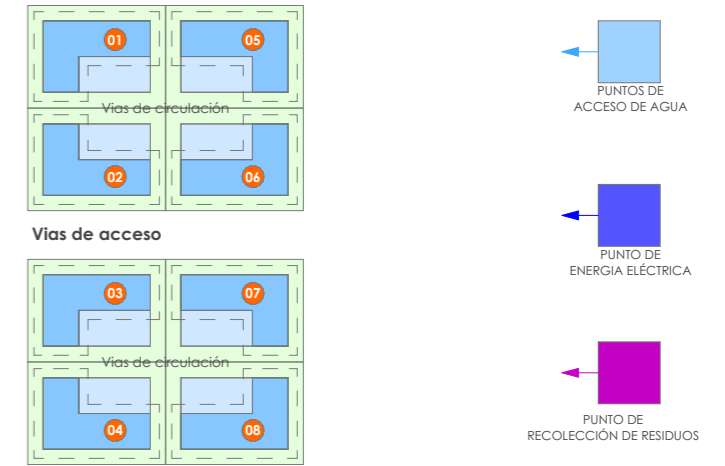 01
05
Vias de circulación
02
06
Vias de acceso
03
07
Vias de circulación
04
08
PUNTOS DE
ACCESO DE AGUA
PUNTO DE
ENERGIA ELÉCTRICA
PUNTO DE
RECOLECCIÓN DE RESIDUOS